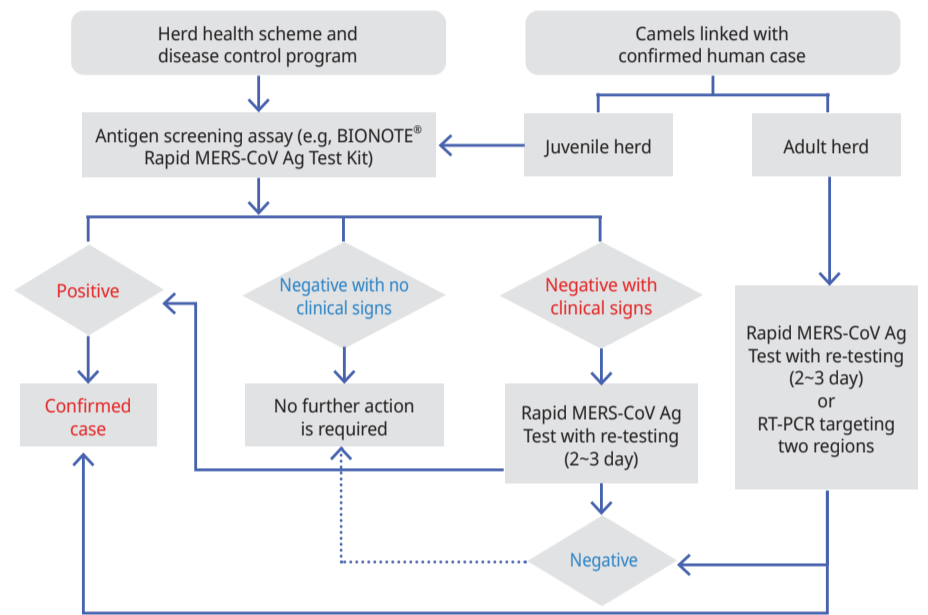 Herd health scheme and
disease control program
Camels linked with
confirmed human case
Antigen screening assay (e.g, BIONOTE®
Rapid MERS-CoV Ag Test Kit)
Juvenile herd
Adult herd
Positive
Negative with no
clinical signs
Negative with
clinical signs
Rapid MERS-CoV Ag
Test with re-testing
(2~3 day)
or
RT-PCR targeting
two regions
Confirmed
case
No further action
is required
Rapid MERS-CoV Ag
Test with re-testing
(2~3 day)
Negative